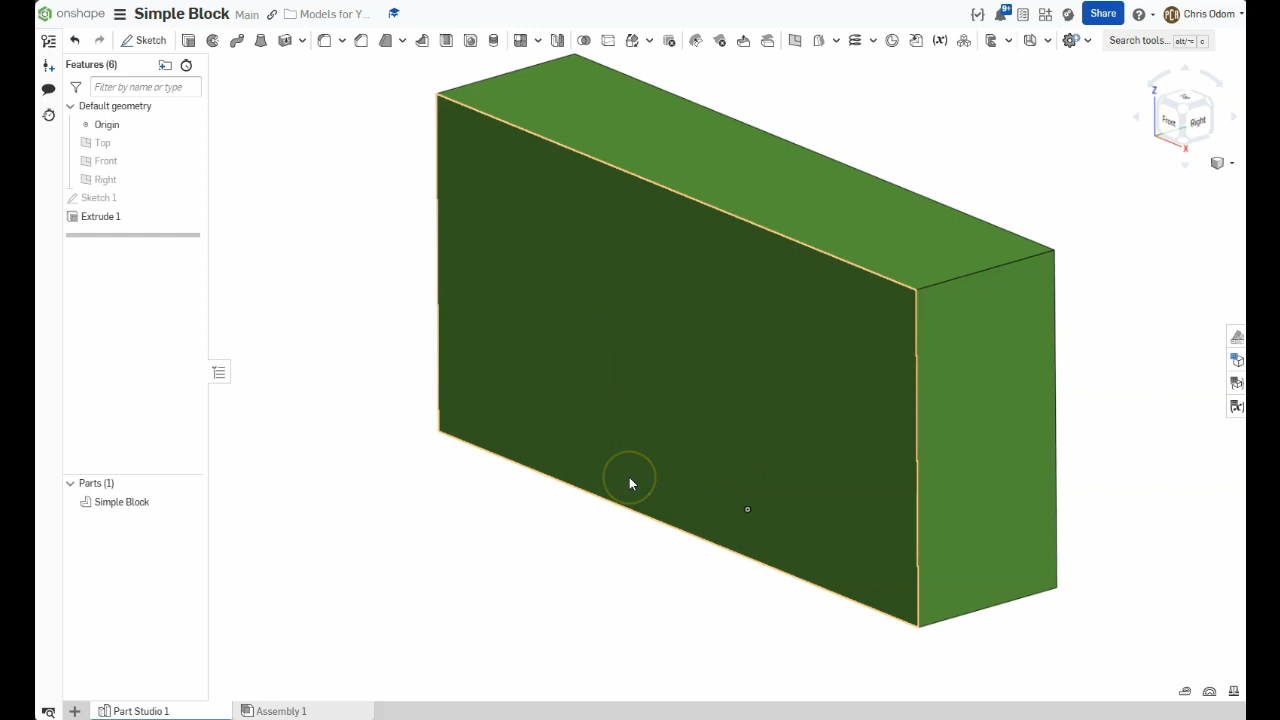 onshape Simple Block Main Models for Y... 9+ Share Chris Odom
Sketch Search tools... alt/⌥ c
Features (6)
Filter by name or type
Default geometry
Origin
Top
Front
Right
Sketch 1
Extrude 1
Z
Front Right
X
Parts (1)
Simple Block
Part Studio 1 Assembly 1